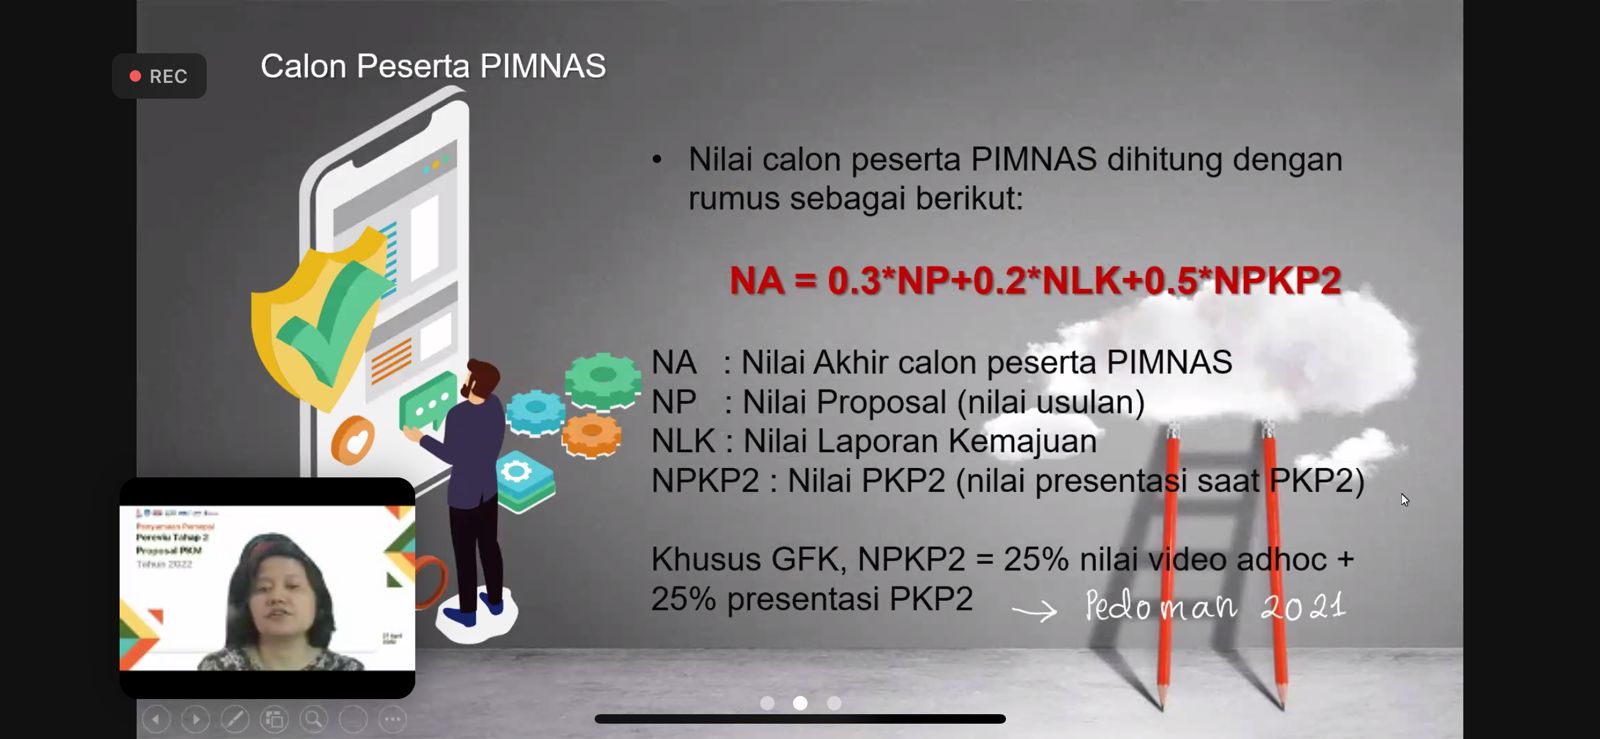 REC
Calon Peserta PIMNAS
• Nilai calon peserta PIMNAS dihitung dengan
rumus sebagai berikut:
NA = 0.3*NP+0.2*NLK+0.5*NPKP2
NA : Nilai Akhir calon peserta PIMNAS
NP : Nilai Proposal (nilai usulan)
NLK : Nilai Laporan Kemajuan
NPKP2 : Nilai PKP2 (nilai presentasi saat PKP2)
Khusus GFK, NPKP2 = 25% nilai video adhoc +
25% presentasi PKP2 → Pedoman 2021
Penyamaan Persepsi
Pereviu Tahap 2
Proposal PKM
Tahun 2022